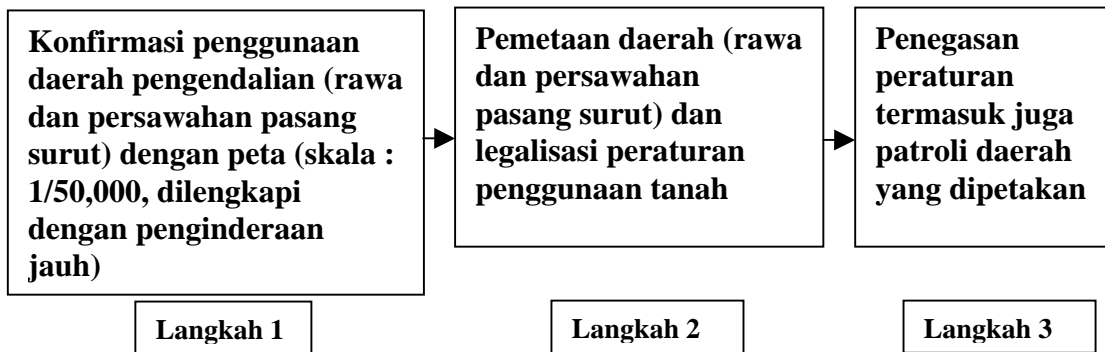 Konfirmasi penggunaan
daerah pengendalian (rawa
dan persawahan pasang
surut) dengan peta (skala :
1/50,000, dilengkapi
dengan penginderaan
jauh)
Langkah 1
Pemetaan daerah (rawa
dan persawahan
pasang surut) dan
legalisasi peraturan
penggunaan tanah
Langkah 2
Penegasan
peraturan
termasuk juga
patroli daerah
yang dipetakan
Langkah 3